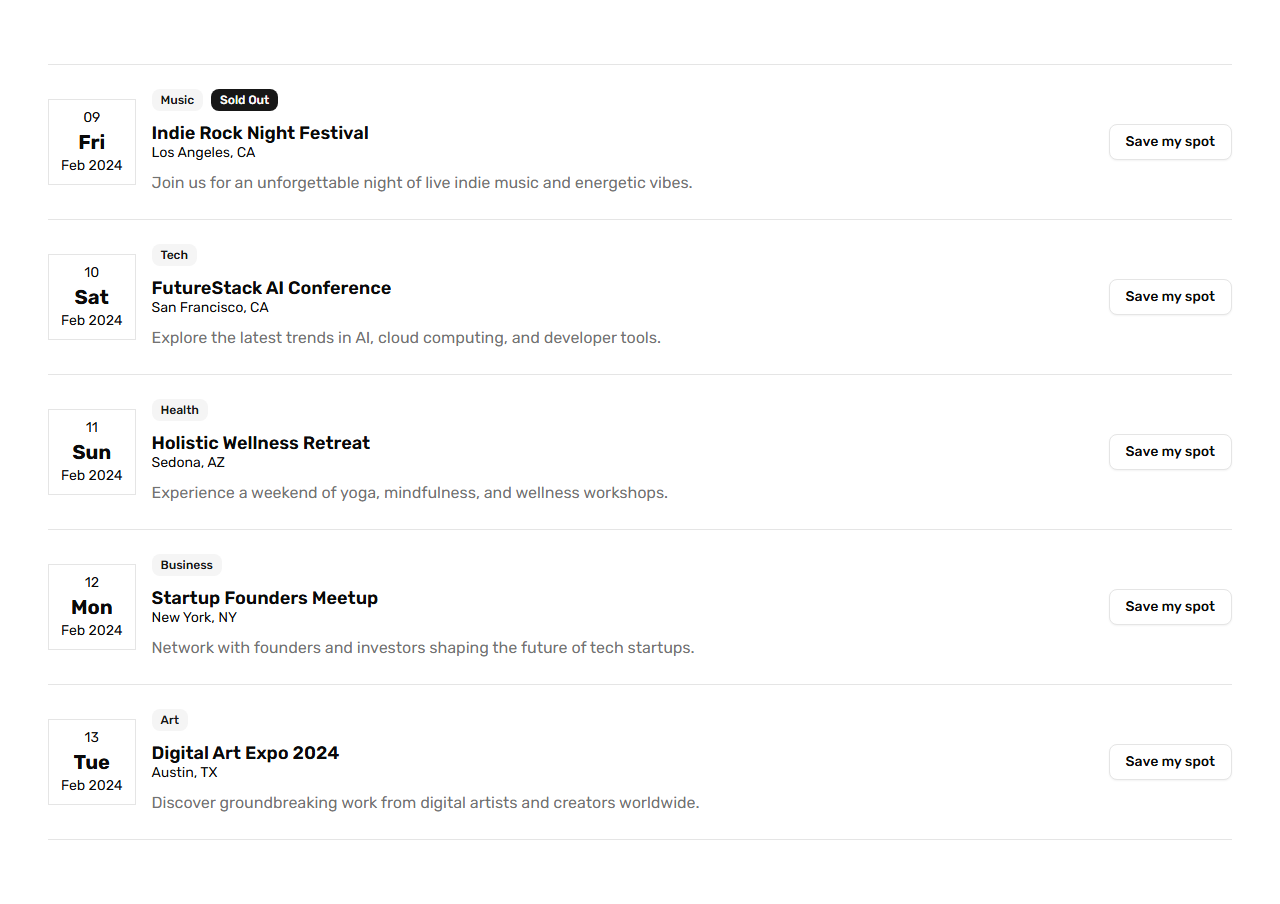 Music Sold Out
09
Fri
Feb 2024
Indie Rock Night Festival
Los Angeles, CA
Join us for an unforgettable night of live indie music and energetic vibes.
Save my spot
Tech
10
Sat
Feb 2024
FutureStack AI Conference
San Francisco, CA
Explore the latest trends in AI, cloud computing, and developer tools.
Save my spot
Health
11
Sun
Feb 2024
Holistic Wellness Retreat
Sedona, AZ
Experience a weekend of yoga, mindfulness, and wellness workshops.
Save my spot
Business
12
Mon
Feb 2024
Startup Founders Meetup
New York, NY
Network with founders and investors shaping the future of tech startups.
Save my spot
Art
13
Tue
Feb 2024
Digital Art Expo 2024
Austin, TX
Discover groundbreaking work from digital artists and creators worldwide.
Save my spot